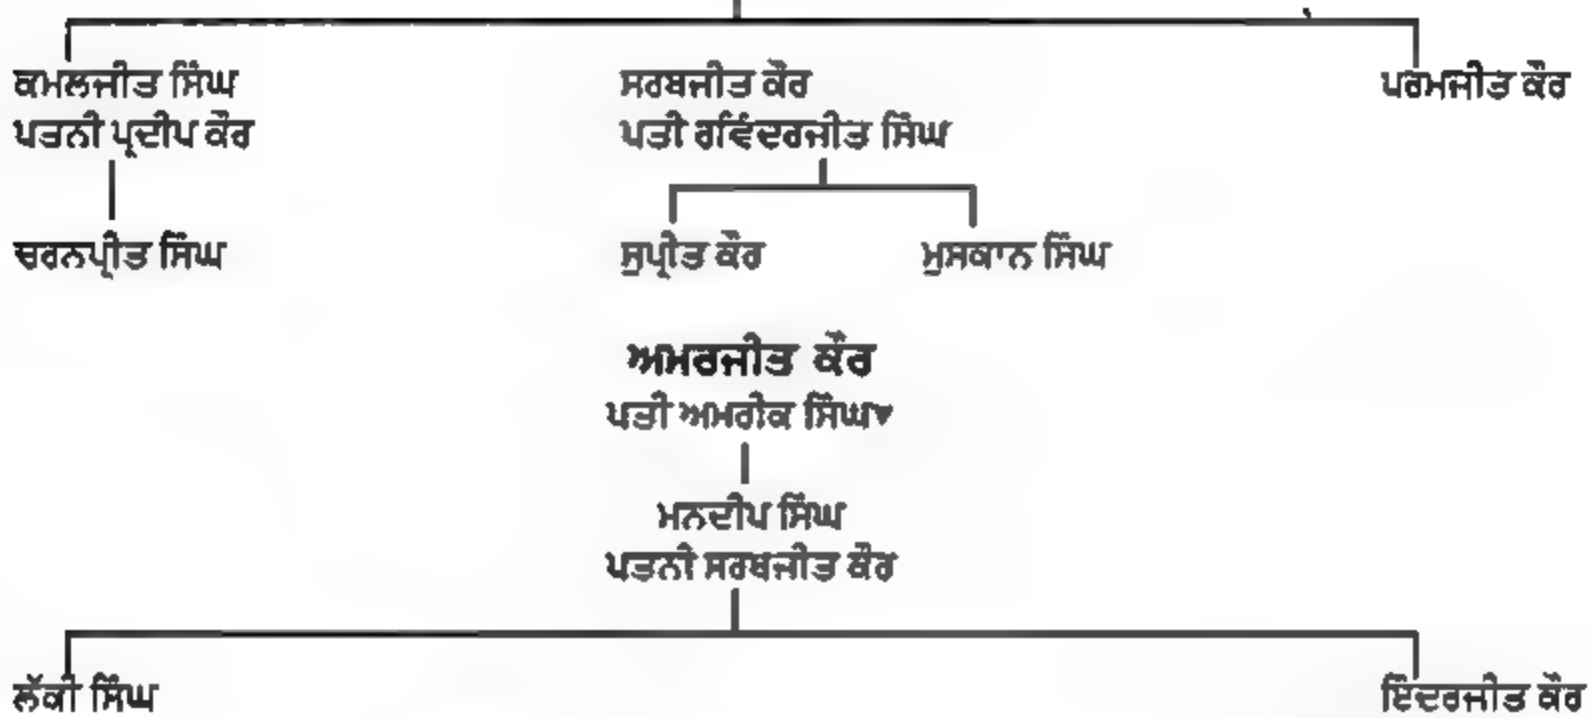 ਕਮਲਜੀਤ ਸਿੰਘ
ਪਤਨੀ ਪ੍ਰਦੀਪ ਕੌਰ
ਸਰਬਜੀਤ ਕੌਰ
ਪਤੀ ਰਵਿੰਦਰਜੀਤ ਸਿੰਘ
ਪਰਮਜੀਤ ਕੌਰ
ਚਰਨਪ੍ਰੀਤ ਸਿੰਘ
ਸੁਪ੍ਰੀਤ ਕੌਰ
ਮੁਸਕਾਨ ਸਿੰਘ
ਅਮਰਜੀਤ ਕੌਰ
ਪਤੀ ਅਮਰੀਕ ਸਿੰਘ
ਮਨਦੀਪ ਸਿੰਘ
ਪਤਨੀ ਸਰਬਜੀਤ ਕੌਰ
ਲੱਕੀ ਸਿੰਘ
ਇੰਦਰਜੀਤ ਕੌਰ